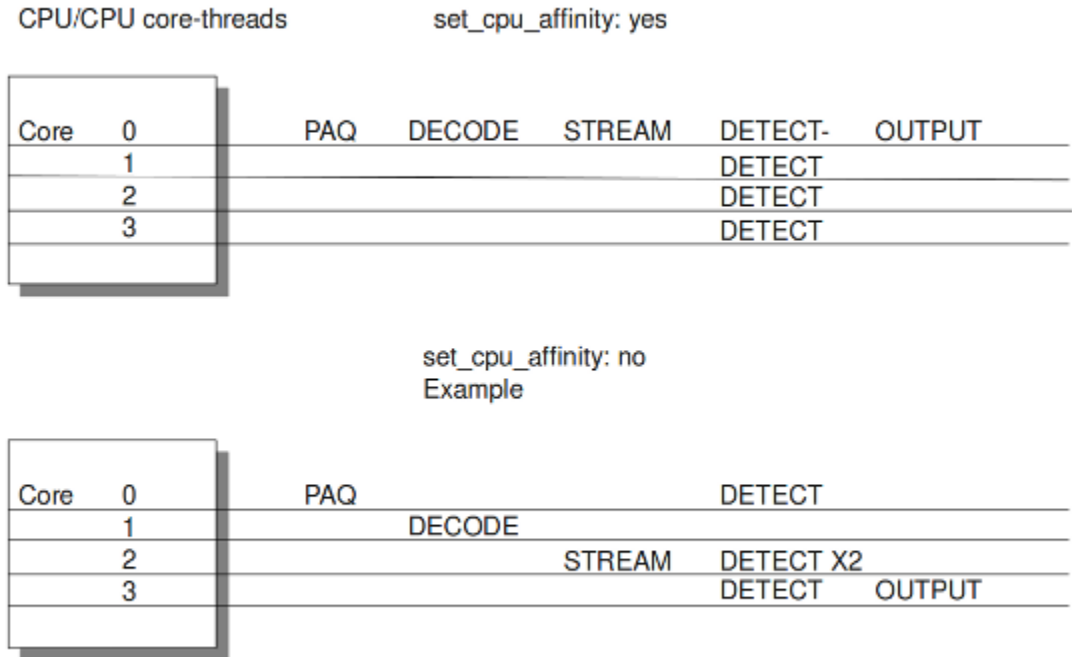 CPU/CPU core-threads set_cpu_affinity: yes
Core 0 PAQ DECODE STREAM DETECT- OUTPUT
1 DETECT
2 DETECT
3 DETECT
set_cpu_affinity: no
Example
Core 0 PAQ DETECT
1 DECODE
2 STREAM DETECT X2
3 DETECT OUTPUT